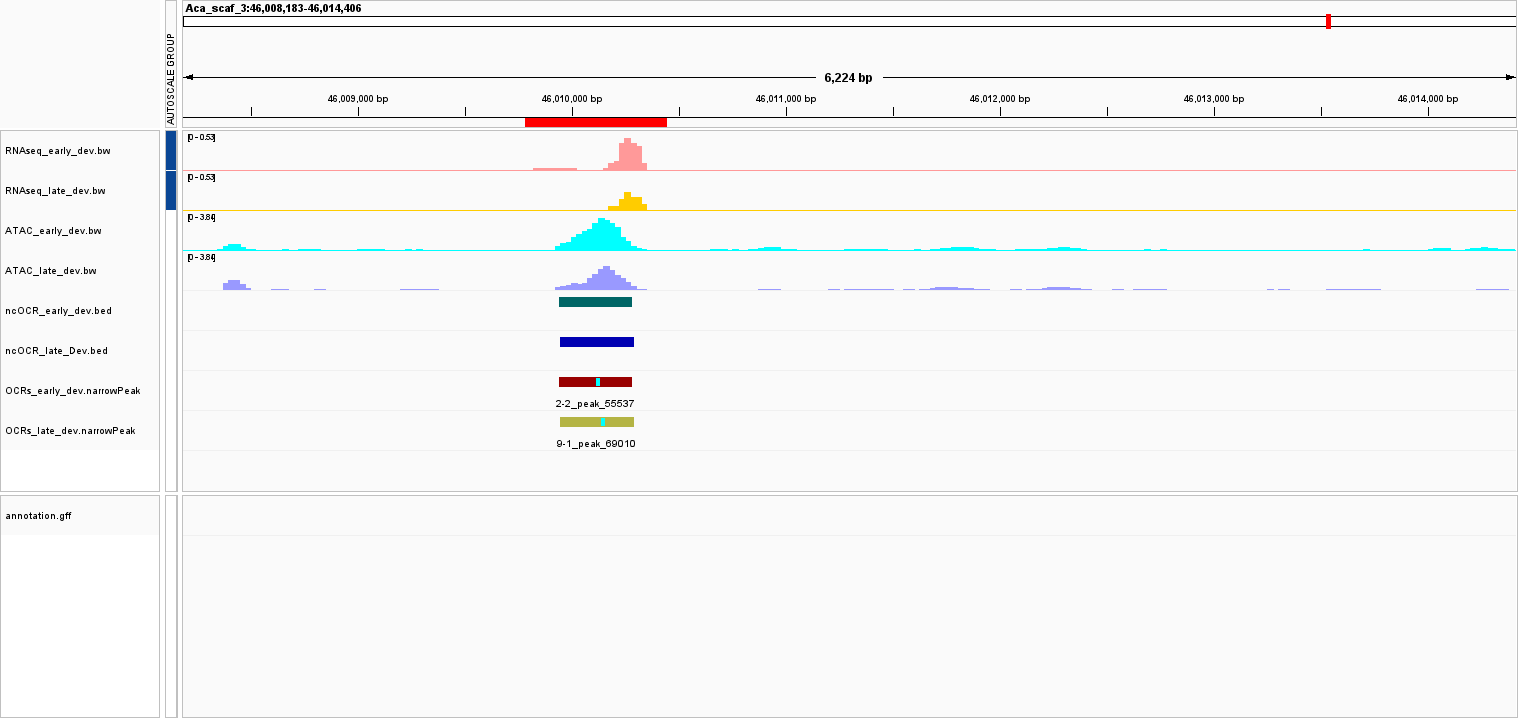 Aca_scaf_3:46,008,183-46,014,406
AUTOSCALE GROUP
6,224 bp
46,009,000 bp 46,010,000 bp 46,011,000 bp 46,012,000 bp 46,013,000 bp 46,014,000 bp
RNAseq_early_dev.bw
[0 - 0.53]
RNAseq_late_dev.bw
[0 - 0.53]
ATAC_early_dev.bw
[0 - 3.84]
ATAC_late_dev.bw
[0 - 3.84]
ncOCR_early_dev.bed
ncOCR_late_Dev.bed
OCRs_early_dev.narrowPeak
2-2_peak_55537
OCRs_late_dev.narrowPeak
9-1_peak_69010
annotation.gff